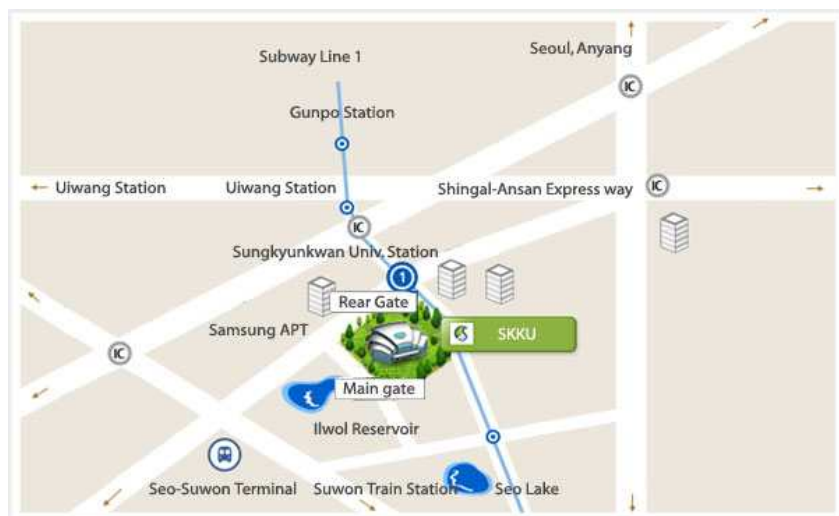 Subway Line 1
Seoul, Anyang
IC
Gunpo Station
Uiwang Station
Uiwang Station
Shingal-Ansan Express way
IC
IC
Sungkyunkwan Univ. Station
1
Rear Gate
Samsung APT
SKKU
IC
Main gate
Ilwol Reservoir
Seo-Suwon Terminal
Suwon Train Station
Seo Lake